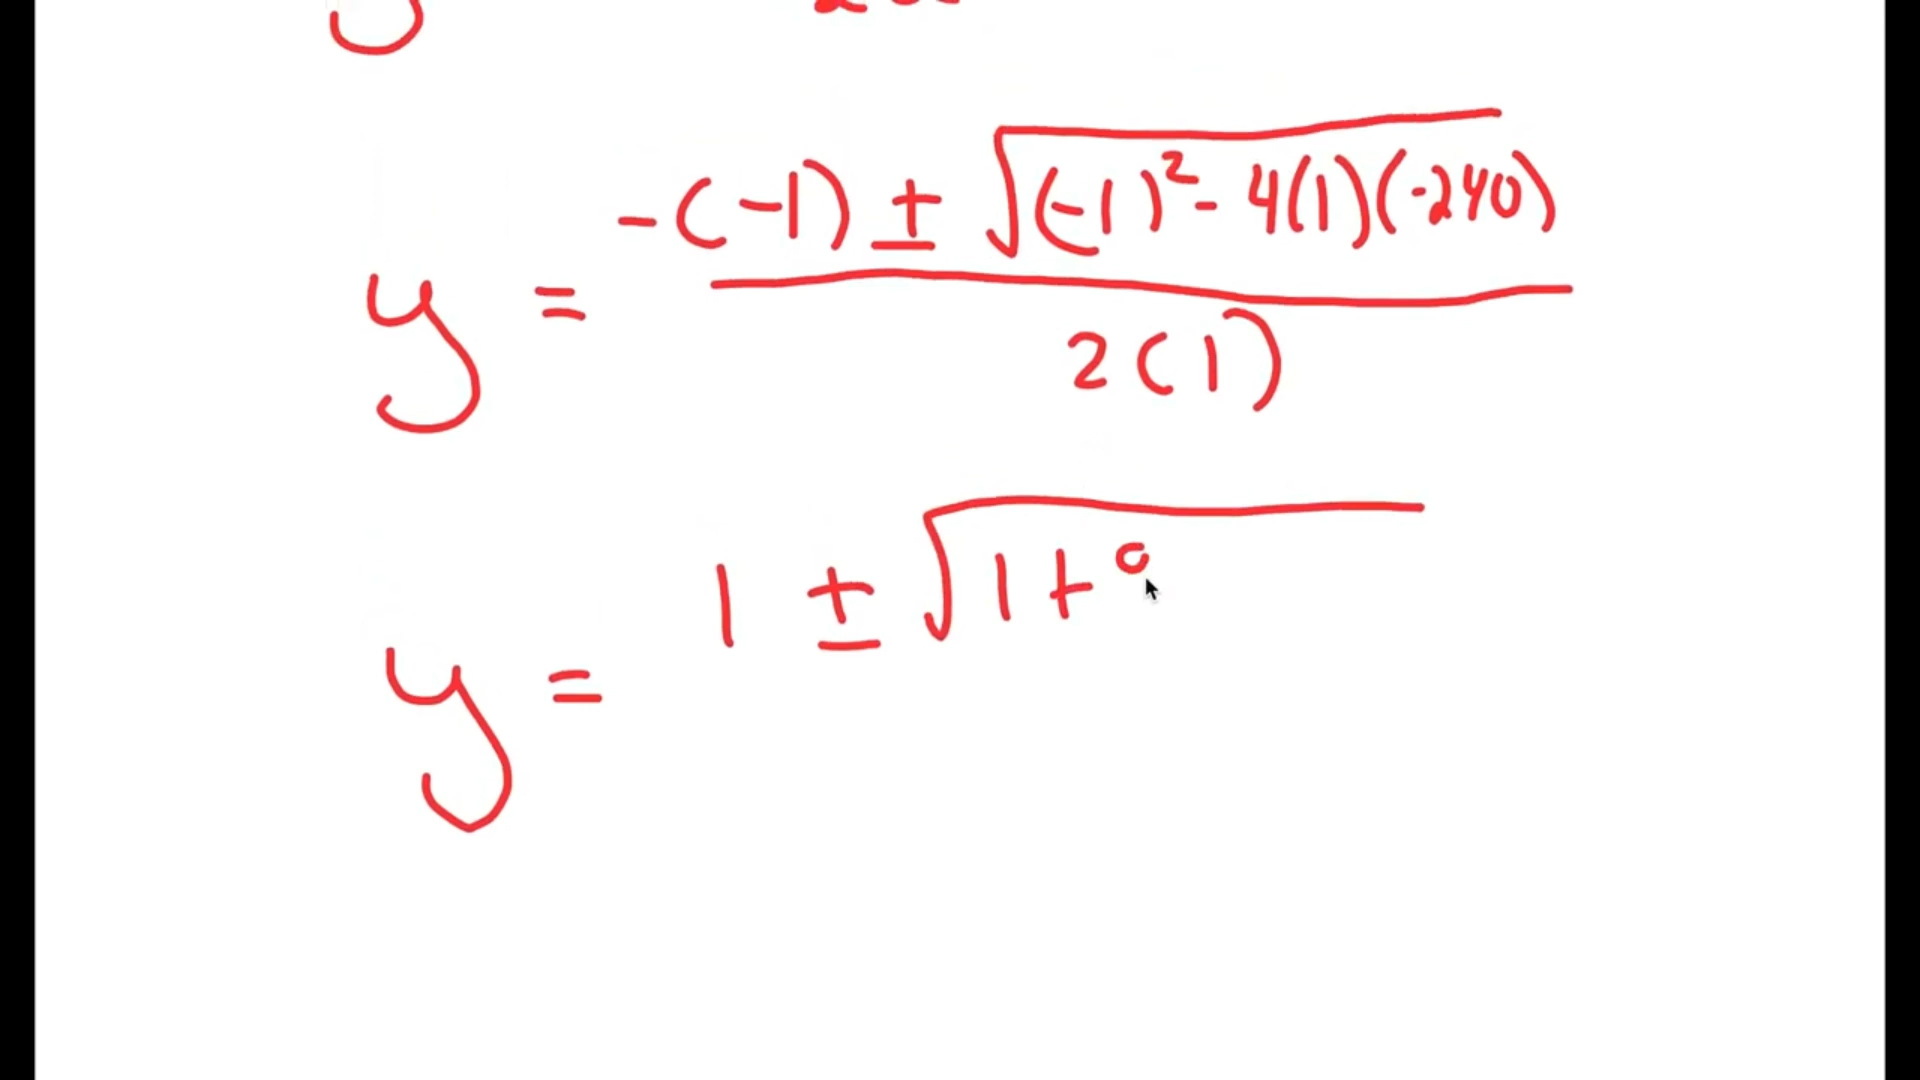 y = -(-1) ± √(-1)² - 4(1)(-240)
2(1)
y = 1 ± √1+